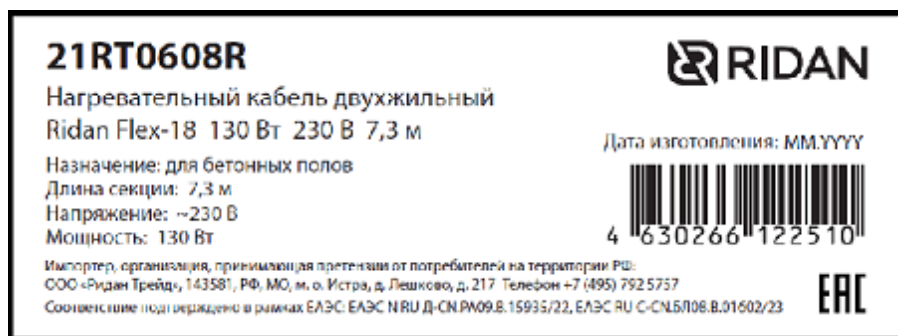 21RT0608R
RIDAN
Нагревательный кабель двухжильный
Ridan Flex-18 130 Вт 230 В 7,3 м
Дата изготовления: MM.YYYY
Назначение: для бетонных полов
Длина секции: 7,3 м
Напряжение: ~230 В
Мощность: 130 Вт
4 630266 122510
Импортер, организация, принимающая претензии от потребителей на территории РФ:
ООО «Ридан Трейд», 143581, РФ, МО, м. о. Истра, д. Лешково, д. 217 Телефон +7 (495) 792 5757
Соответствие подтверждено в рамках ЕАЭС: ЕАЭС N RU Д-CN.РА09.В.15935/22, ЕАЭС RU С-CN.БЛ08.В.01602/23
EAC